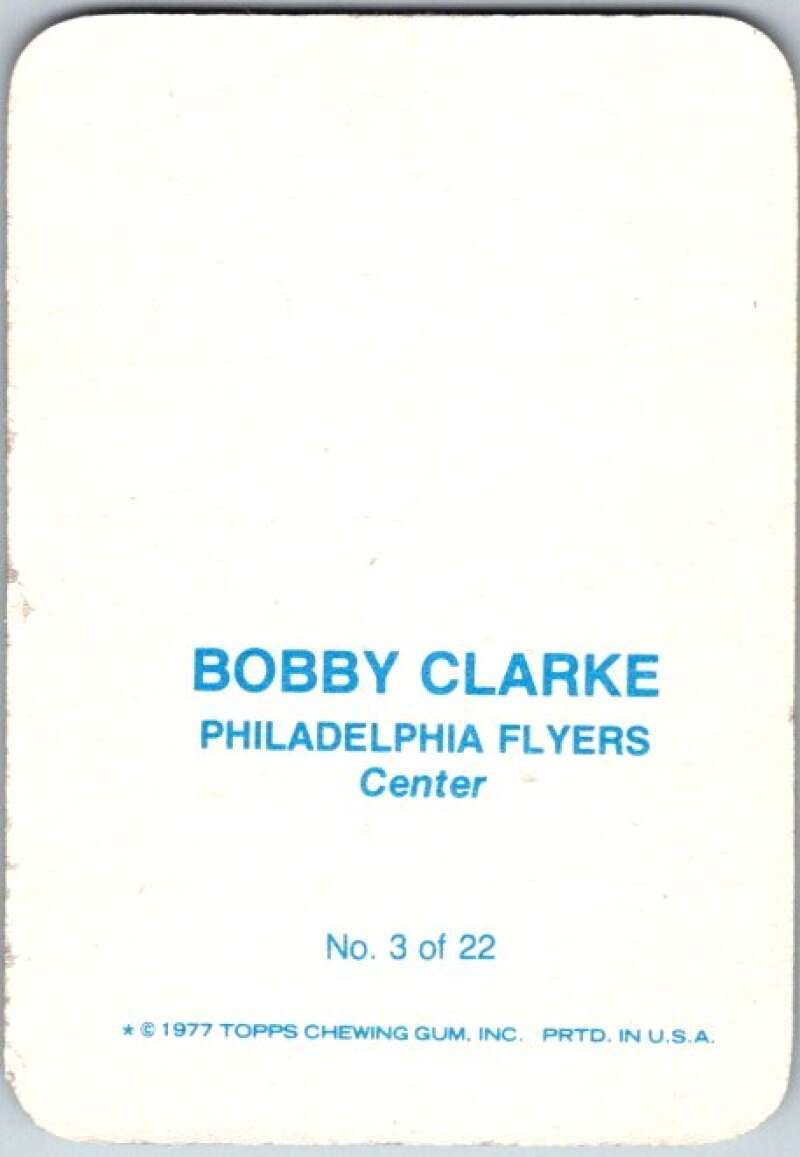 BOBBY CLARKE
PHILADELPHIA FLYERS
Center
No. 3 of 22
* © 1977 TOPPS CHEWING GUM, INC. PRTD. IN U.S.A.